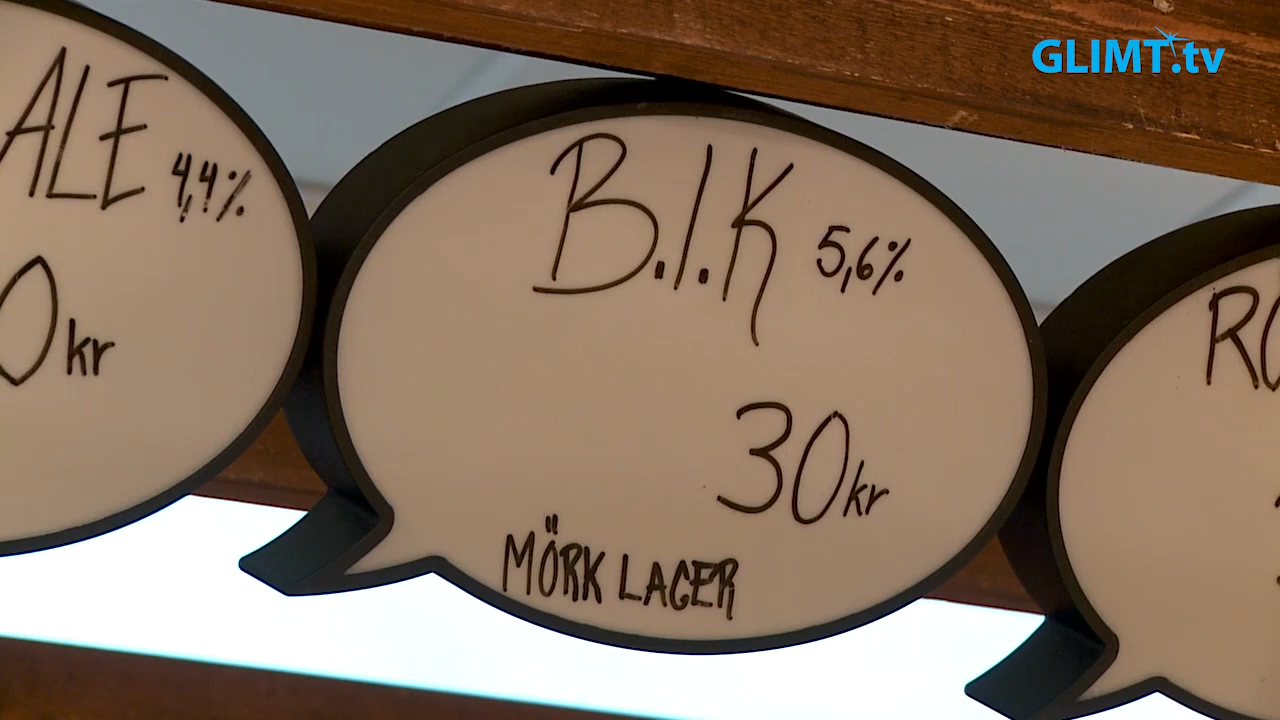 GLIMT.tv
ALE 4,4%
0kr
B.I.K 5,6%
30kr
MÖRK LAGER